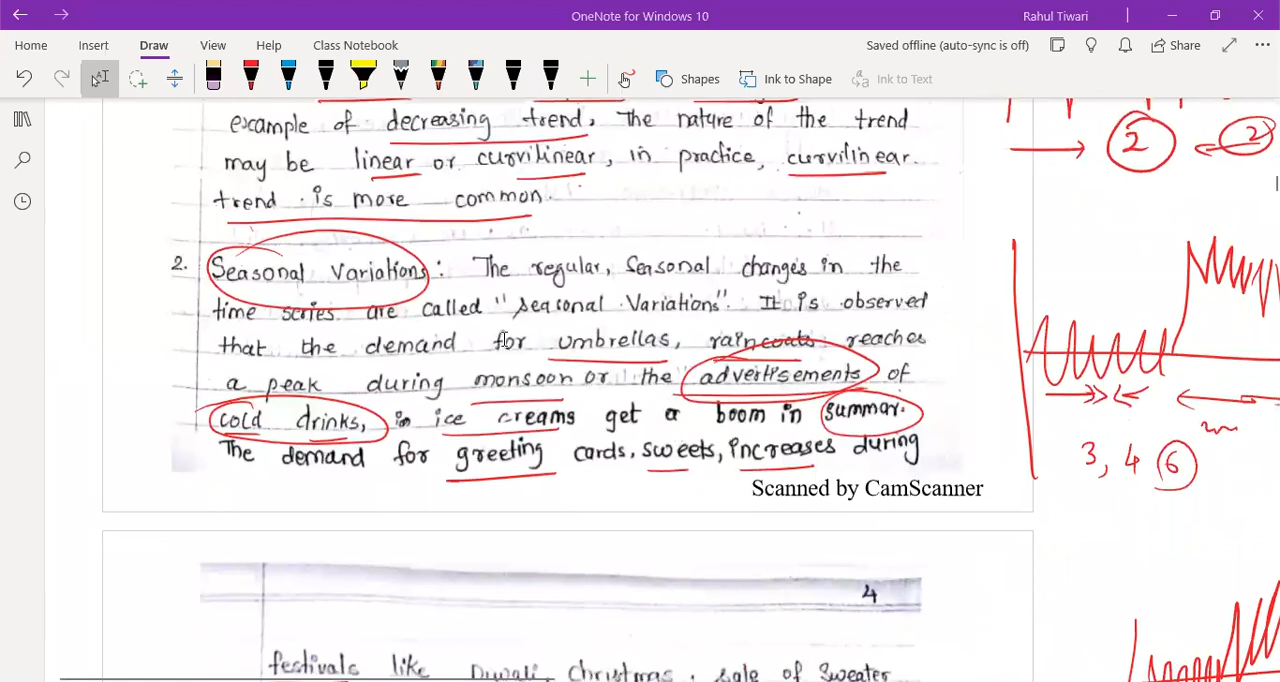 OneNote for Windows 10
Rahul Tiwari
Home Insert Draw View Help Class Notebook
Saved offline (auto-sync is off) Share
Shapes Ink to Shape Ink to Text
example of decreasing trend. The nature of the trend
may be linear or curvilinear, in practice, curvilinear
trend is more common.
2. Seasonal Variations: The regular, seasonal changes in the
time series are called "Seasonal Variations". It is observed
that the demand for umbrellas, raincoats reaches
a peak during monsoon or the advertisements of
cold drinks, in ice creams get a boom in summar.
The demand for greeting cards, sweets, increases during
Scanned by CamScanner
2 2
3, 4 6
4
festivals like Diwali, Christmas, sale of Sweater